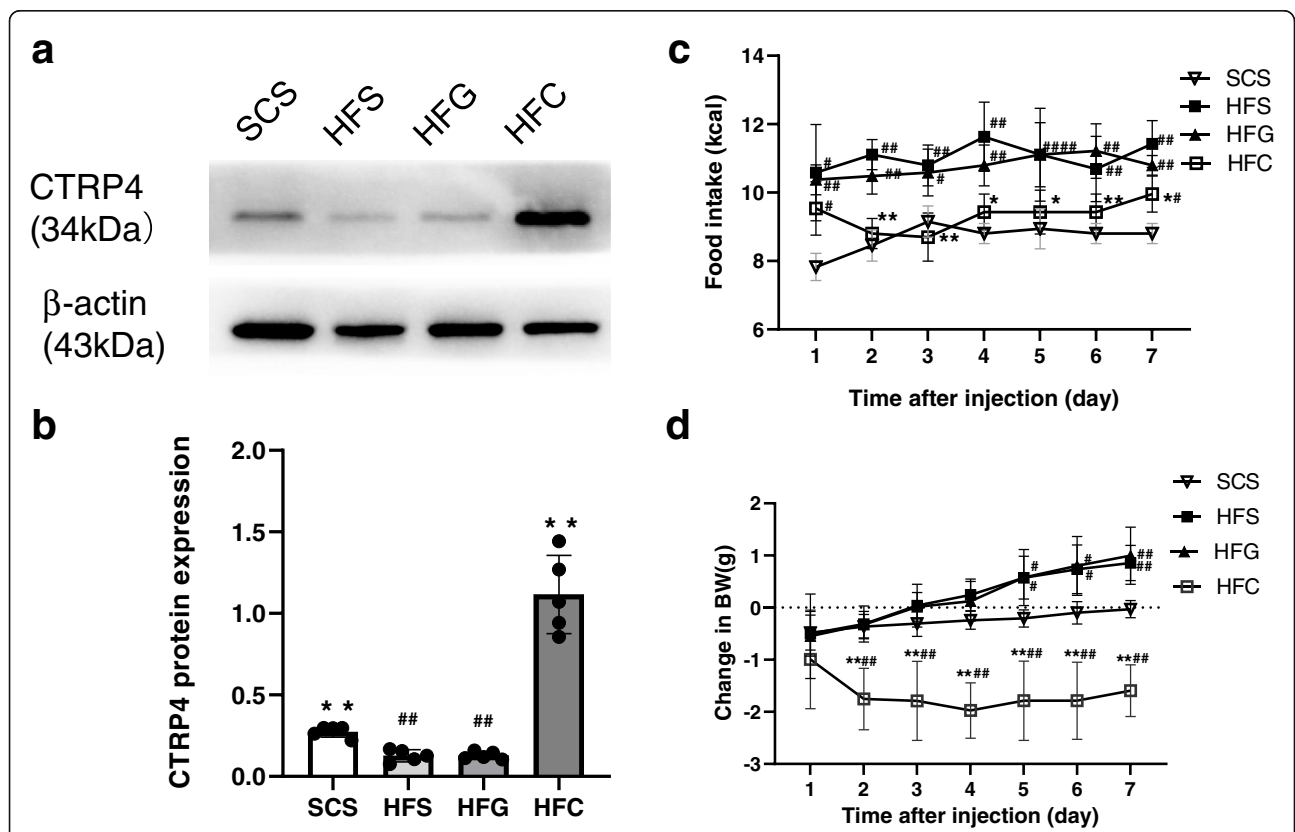 a
SCS HFS HFG HFC
CTRP4
(34kDa)
β-actin
(43kDa)
b
CTRP4 protein expression
2.0
1.5
1.0
0.5
0.0
* *
##
##
* *
SCS HFS HFG HFC
c
Food intake (kcal)
14
12
10
8
6
SCS
HFS
HFG
HFC
# ## ## ## #### ## ##
## ## # ## ## ##
# ** ** * * ** *#
1 2 3 4 5 6 7
Time after injection (day)
d
Change in BW(g)
2
1
0
-1
-2
-3
SCS
HFS
HFG
HFC
# # ##
# # ##
**## **## **## **## **## **##
1 2 3 4 5 6 7
Time after injection (day)